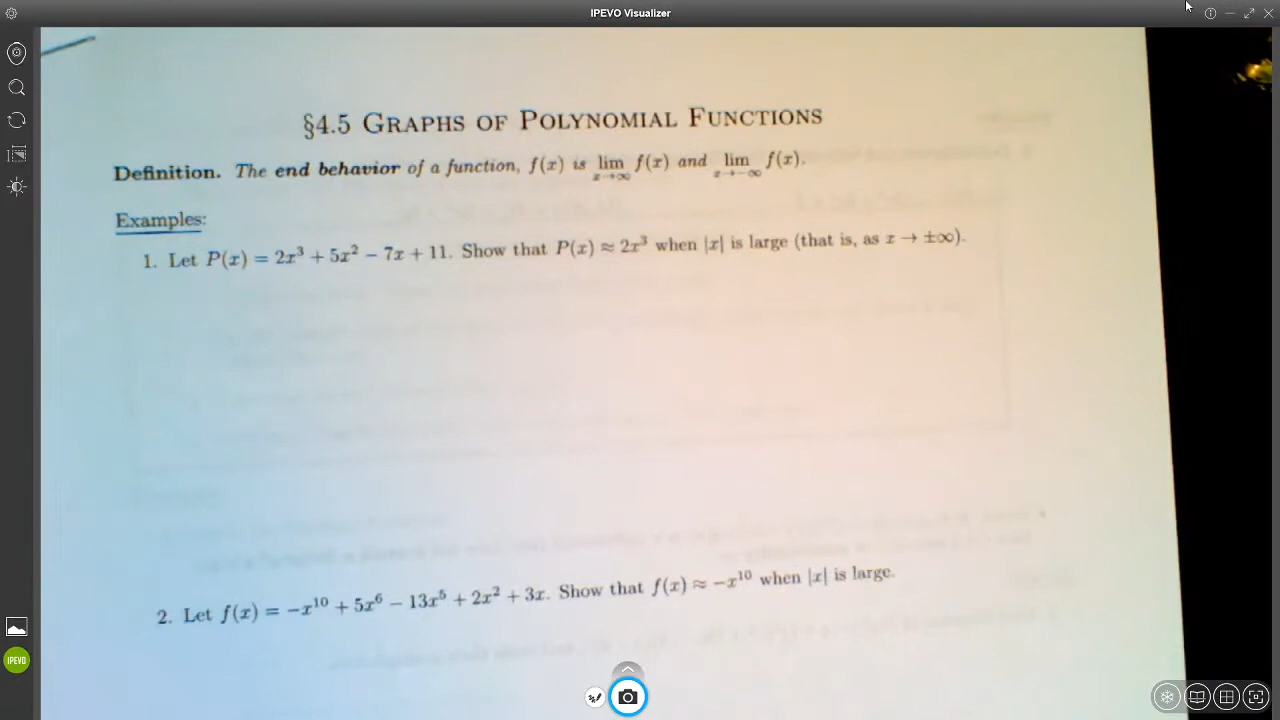 IPEVO Visualizer
§4.5 GRAPHS OF POLYNOMIAL FUNCTIONS
Definition. The end behavior of a function, f(x) is lim x→∞ f(x) and lim x→-∞ f(x).
Examples:
1. Let P(x) = 2x³ + 5x² − 7x + 11. Show that P(x) ≈ 2x³ when |x| is large (that is, as x → ±∞).
2. Let f(x) = −x¹⁰ + 5x⁶ − 13x⁵ + 2x² + 3x. Show that f(x) ≈ −x¹⁰ when |x| is large.
IPEVO